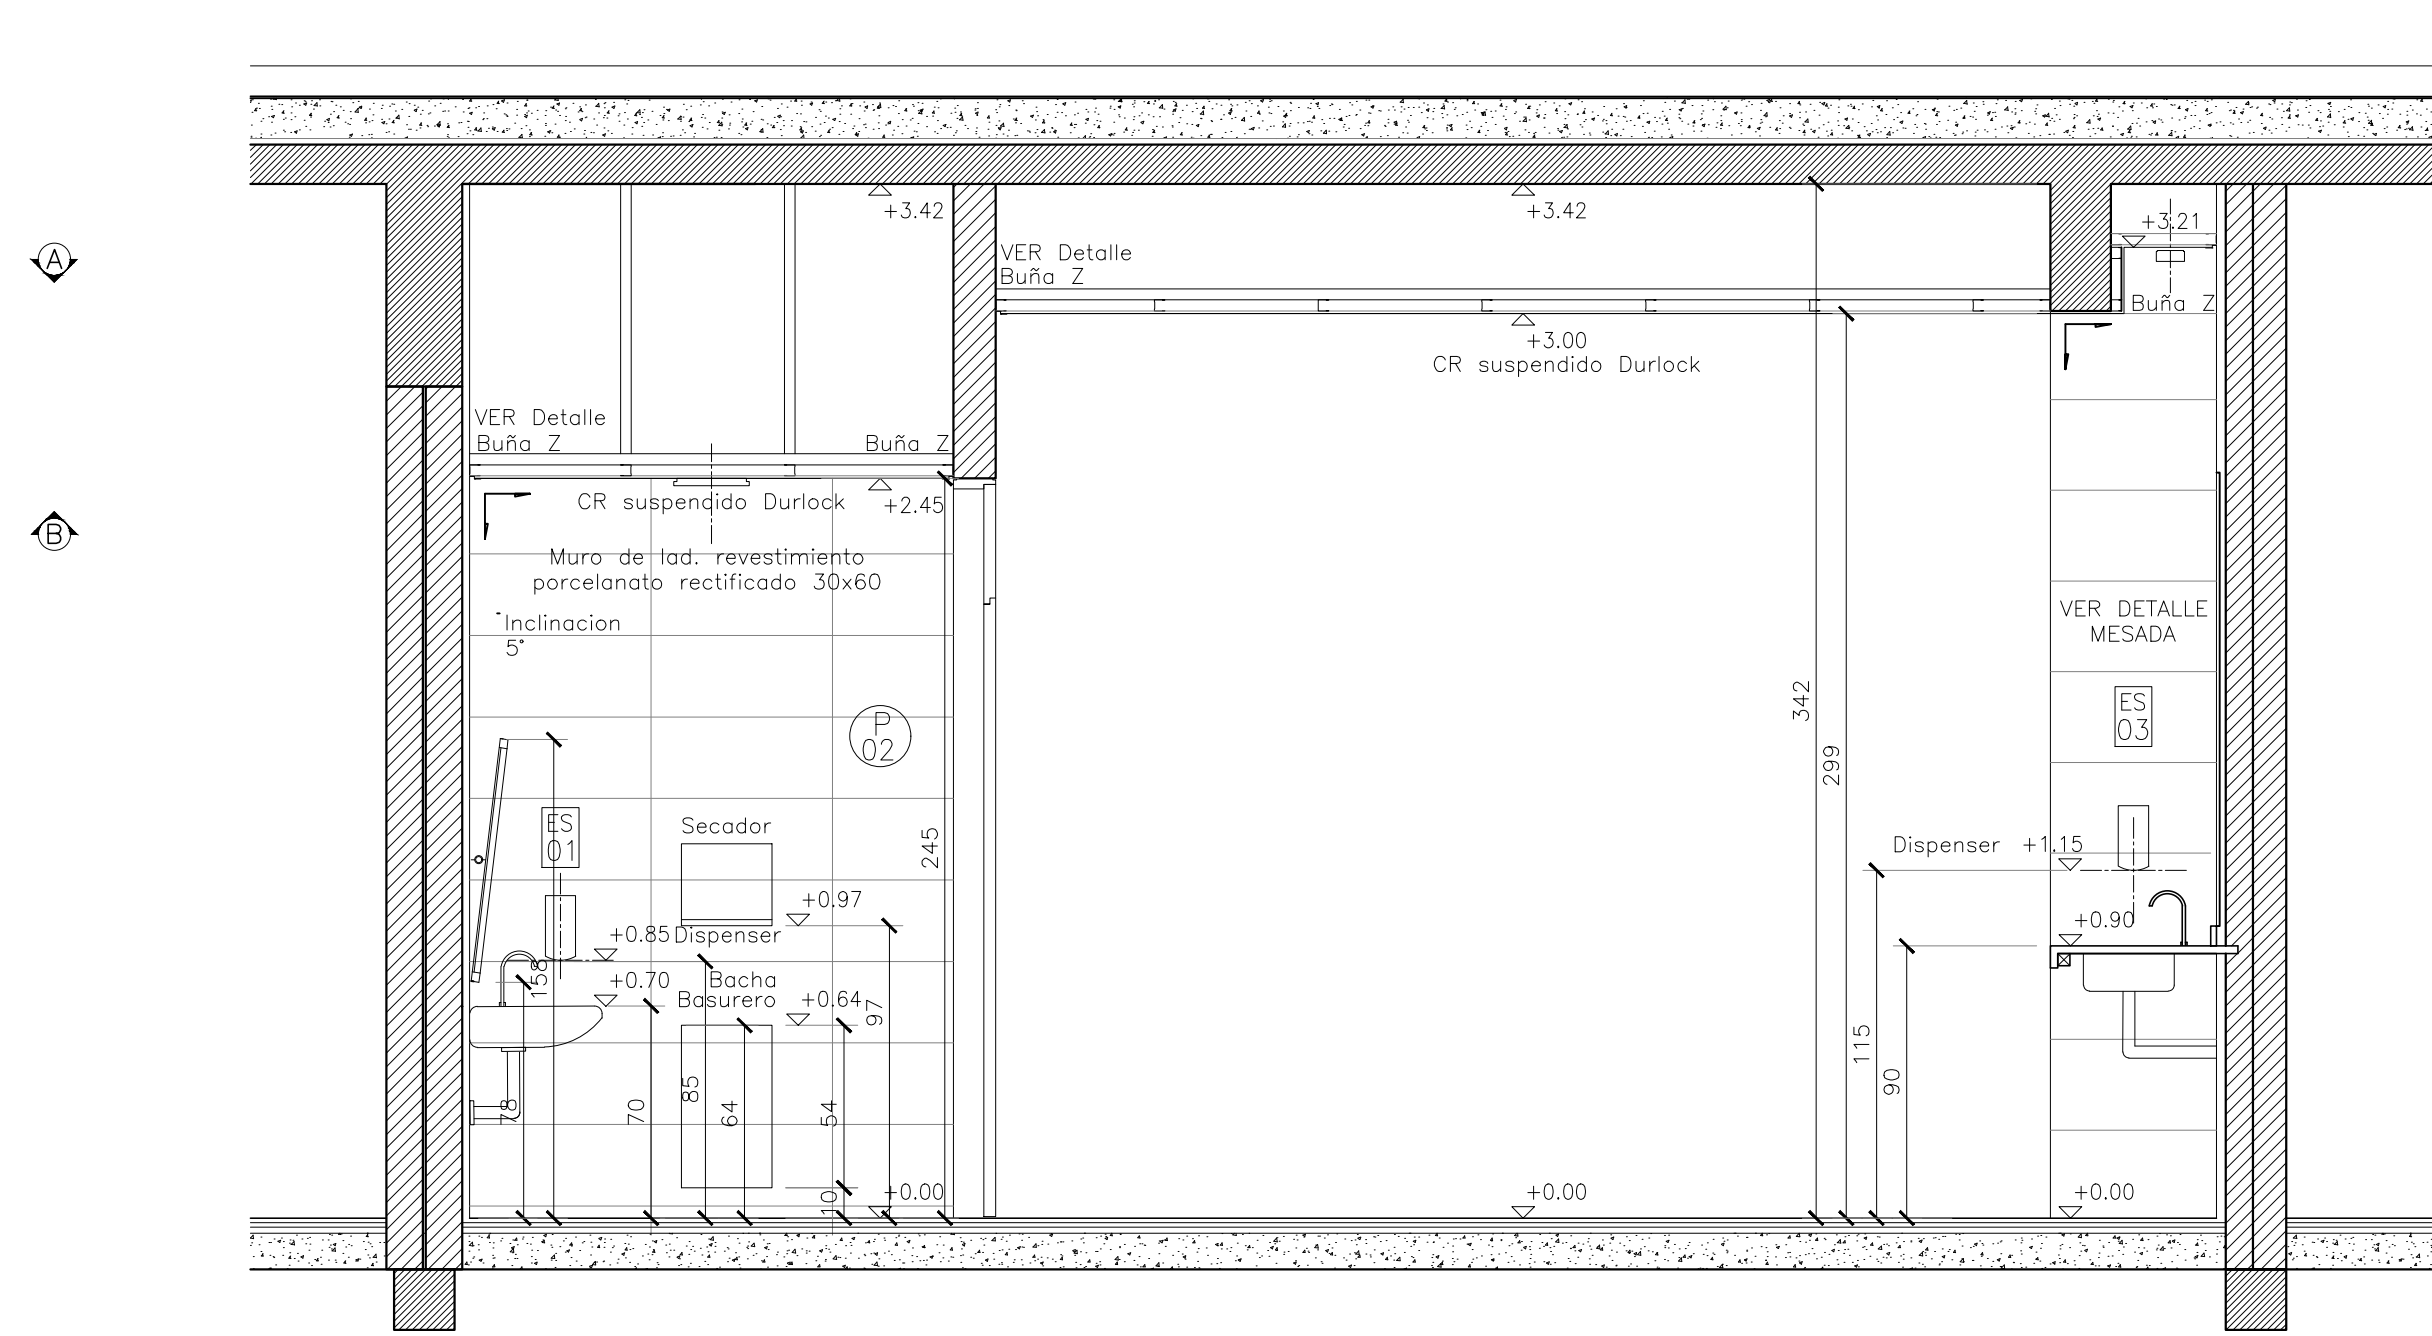 +3.42
+3.42
+3.21
VER Detalle
Buña Z
Buña Z
+3.00
CR suspendido Durlock
A
VER Detalle
Buña Z
Buña Z
CR suspendido Durlock
+2.45
B
Muro de lad. revestimiento
porcelanato rectificado 30x60
Inclinacion
5°
VER DETALLE
MESADA
P
02
ES
03
342
299
ES
01
Secador
245
Dispenser +1.15
+0.97
+0.85 Dispenser
+0.90
158
+0.70
Bacha
Basurero
+0.64
97
115
90
78
70
85
64
54
10
+0.00
+0.00
+0.00